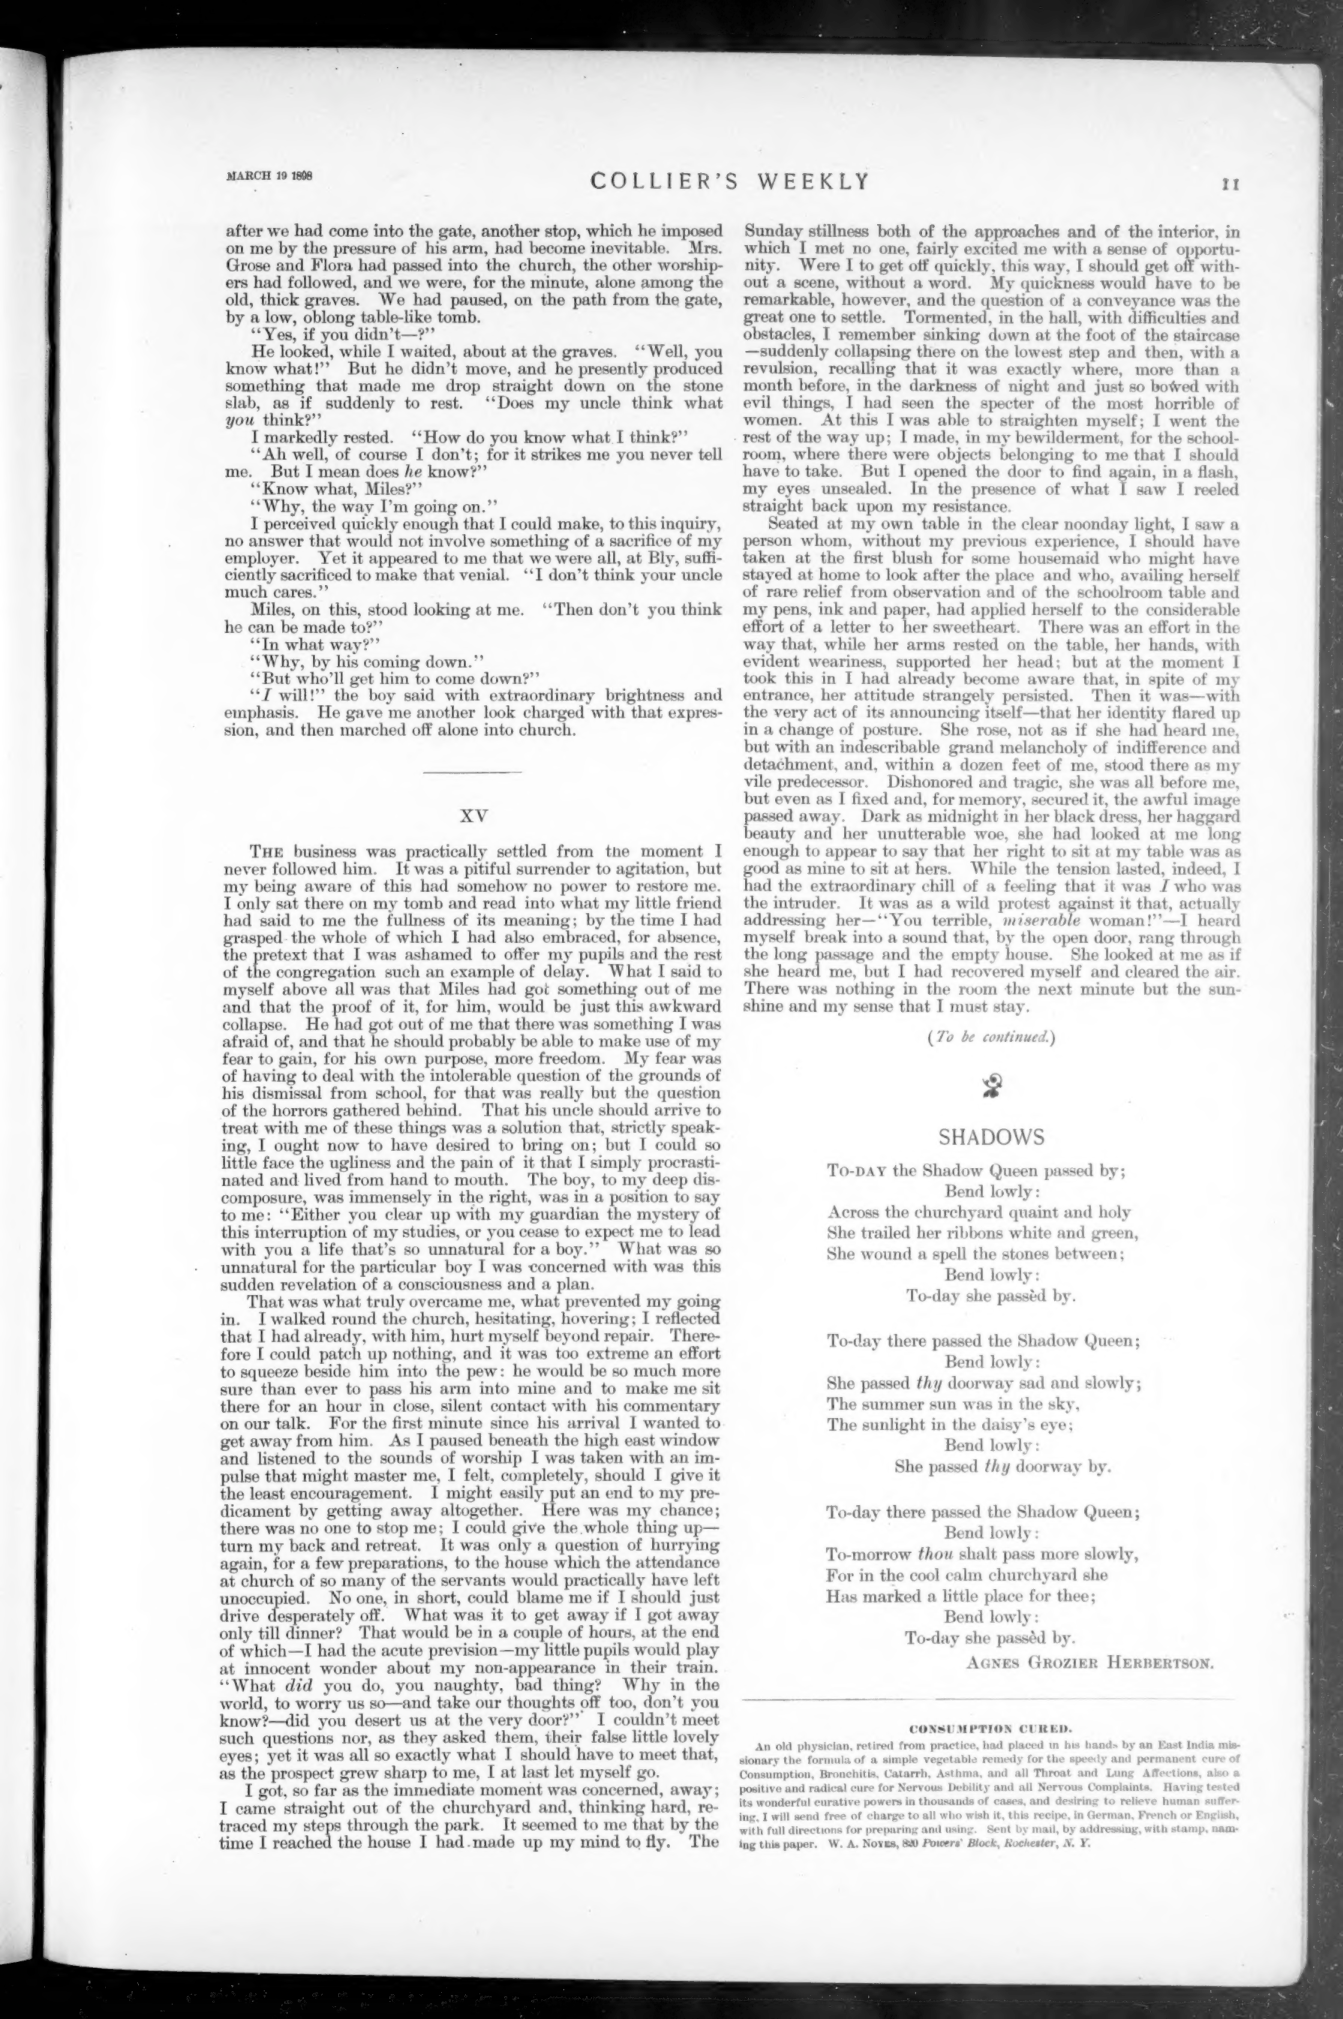 MARCH 19 1898
COLLIER'S WEEKLY
11
after we had come into the gate, another stop, which he imposed
on me by the pressure of his arm, had become inevitable. Mrs.
Grose and Flora had passed into the church, the other worship-
ers had followed, and we were, for the minute, alone among the
old, thick graves. We had paused, on the path from the gate,
by a low, oblong table-like tomb.
“Yes, if you didn't—?”
He looked, while I waited, about at the graves. “Well, you
know what!” But he didn't move, and he presently produced
something that made me drop straight down on the stone
slab, as if suddenly to rest. “Does my uncle think what
you think?”
I markedly rested. “How do you know what I think?”
“Ah well, of course I don't; for it strikes me you never tell
me. But I mean does he know?”
“Know what, Miles?”
“Why, the way I'm going on.”
I perceived quickly enough that I could make, to this inquiry,
no answer that would not involve something of a sacrifice of my
employer. Yet it appeared to me that we were all, at Bly, suffi-
ciently sacrificed to make that venial. “I don't think your uncle
much cares.”
Miles, on this, stood looking at me. “Then don't you think
he can be made to?”
“In what way?”
“Why, by his coming down.”
“But who'll get him to come down?”
“I will!” the boy said with extraordinary brightness and
emphasis. He gave me another look charged with that expres-
sion, and then marched off alone into church.
XV
THE business was practically settled from the moment I
never followed him. It was a pitiful surrender to agitation, but
my being aware of this had somehow no power to restore me.
I only sat there on my tomb and read into what my little friend
had said to me the fullness of its meaning; by the time I had
grasped the whole of which I had also embraced, for absence,
the pretext that I was ashamed to offer my pupils and the rest
of the congregation such an example of delay. What I said to
myself above all was that Miles had got something out of me
and that the proof of it, for him, would be just this awkward
collapse. He had got out of me that there was something I was
afraid of, and that he should probably be able to make use of my
fear to gain, for his own purpose, more freedom. My fear was
of having to deal with the intolerable question of the grounds of
his dismissal from school, for that was really but the question
of the horrors gathered behind. That his uncle should arrive to
treat with me of these things was a solution that, strictly speak-
ing, I ought now to have desired to bring on; but I could so
little face the ugliness and the pain of it that I simply procrasti-
nated and lived from hand to mouth. The boy, to my deep dis-
composure, was immensely in the right, was in a position to say
to me: “Either you clear up with my guardian the mystery of
this interruption of my studies, or you cease to expect me to lead
with you a life that's so unnatural for a boy.” What was so
unnatural for the particular boy I was concerned with was this
sudden revelation of a consciousness and a plan.
That was what truly overcame me, what prevented my going
in. I walked round the church, hesitating, hovering; I reflected
that I had already, with him, hurt myself beyond repair. There-
fore I could patch up nothing, and it was too extreme an effort
to squeeze beside him into the pew: he would be so much more
sure than ever to pass his arm into mine and to make me sit
there for an hour in close, silent contact with his commentary
on our talk. For the first minute since his arrival I wanted to
get away from him. As I paused beneath the high east window
and listened to the sounds of worship I was taken with an im-
pulse that might master me, I felt, completely, should I give it
the least encouragement. I might easily put an end to my pre-
dicament by getting away altogether. Here was my chance;
there was no one to stop me; I could give the whole thing up—
turn my back and retreat. It was only a question of hurrying
again, for a few preparations, to the house which the attendance
at church of so many of the servants would practically have left
unoccupied. No one, in short, could blame me if I should just
drive desperately off. What was it to get away if I got away
only till dinner? That would be in a couple of hours, at the end
of which—I had the acute prevision—my little pupils would play
at innocent wonder about my non-appearance in their train.
“What did you do, you naughty, bad thing? Why in the
world, to worry us so—and take our thoughts off too, don't you
know?—did you desert us at the very door?” I couldn't meet
such questions nor, as they asked them, their false little lovely
eyes; yet it was all so exactly what I should have to meet that,
as the prospect grew sharp to me, I at last let myself go.
I got, so far as the immediate moment was concerned, away;
I came straight out of the churchyard and, thinking hard, re-
traced my steps through the park. It seemed to me that by the
time I reached the house I had made up my mind to fly. The
Sunday stillness both of the approaches and of the interior, in
which I met no one, fairly excited me with a sense of opportu-
nity. Were I to get off quickly, this way, I should get off with-
out a scene, without a word. My quickness would have to be
remarkable, however, and the question of a conveyance was the
great one to settle. Tormented, in the hall, with difficulties and
obstacles, I remember sinking down at the foot of the staircase
—suddenly collapsing there on the lowest step and then, with a
revulsion, recalling that it was exactly where, more than a
month before, in the darkness of night and just so bowed with
evil things, I had seen the specter of the most horrible of
women. At this I was able to straighten myself; I went the
rest of the way up; I made, in my bewilderment, for the school-
room, where there were objects belonging to me that I should
have to take. But I opened the door to find again, in a flash,
my eyes unsealed. In the presence of what I saw I reeled
straight back upon my resistance.
Seated at my own table in the clear noonday light, I saw a
person whom, without my previous experience, I should have
taken at the first blush for some housemaid who might have
stayed at home to look after the place and who, availing herself
of rare relief from observation and of the schoolroom table and
my pens, ink and paper, had applied herself to the considerable
effort of a letter to her sweetheart. There was an effort in the
way that, while her arms rested on the table, her hands, with
evident weariness, supported her head; but at the moment I
took this in I had already become aware that, in spite of my
entrance, her attitude strangely persisted. Then it was—with
the very act of its announcing itself—that her identity flared up
in a change of posture. She rose, not as if she had heard me,
but with an indescribable grand melancholy of indifference and
detachment, and, within a dozen feet of me, stood there as my
vile predecessor. Dishonored and tragic, she was all before me,
but even as I fixed and, for memory, secured it, the awful image
passed away. Dark as midnight in her black dress, her haggard
beauty and her unutterable woe, she had looked at me long
enough to appear to say that her right to sit at my table was as
good as mine to sit at hers. While the tension lasted, indeed, I
had the extraordinary chill of a feeling that it was I who was
the intruder. It was as a wild protest against it that, actually
addressing her—“You terrible, miserable woman!”—I heard
myself break into a sound that, by the open door, rang through
the long passage and the empty house. She looked at me as if
she heard me, but I had recovered myself and cleared the air.
There was nothing in the room the next minute but the sun-
shine and my sense that I must stay.
(To be continued.)
SHADOWS
TO-DAY the Shadow Queen passed by;
Bend lowly:
Across the churchyard quaint and holy
She trailed her ribbons white and green,
She wound a spell the stones between;
Bend lowly:
To-day she passèd by.
To-day there passed the Shadow Queen;
Bend lowly:
She passed thy doorway sad and slowly;
The summer sun was in the sky,
The sunlight in the daisy's eye;
Bend lowly:
She passed thy doorway by.
To-day there passed the Shadow Queen;
Bend lowly:
To-morrow thou shalt pass more slowly,
For in the cool calm churchyard she
Has marked a little place for thee;
Bend lowly:
To-day she passèd by.
AGNES GROZIER HERBERTSON.
CONSUMPTION CURED.
An old physician, retired from practice, had placed in his hands by an East India mis-
sionary the formula of a simple vegetable remedy for the speedy and permanent cure of
Consumption, Bronchitis, Catarrh, Asthma, and all Throat and Lung Affections, also a
positive and radical cure for Nervous Debility and all Nervous Complaints. Having tested
its wonderful curative powers in thousands of cases, and desiring to relieve human suffer-
ing, I will send free of charge to all who wish it, this recipe, in German, French or English,
with full directions for preparing and using. Sent by mail, by addressing, with stamp, nam-
ing this paper. W. A. NOYES, 820 Powers' Block, Rochester, N. Y.